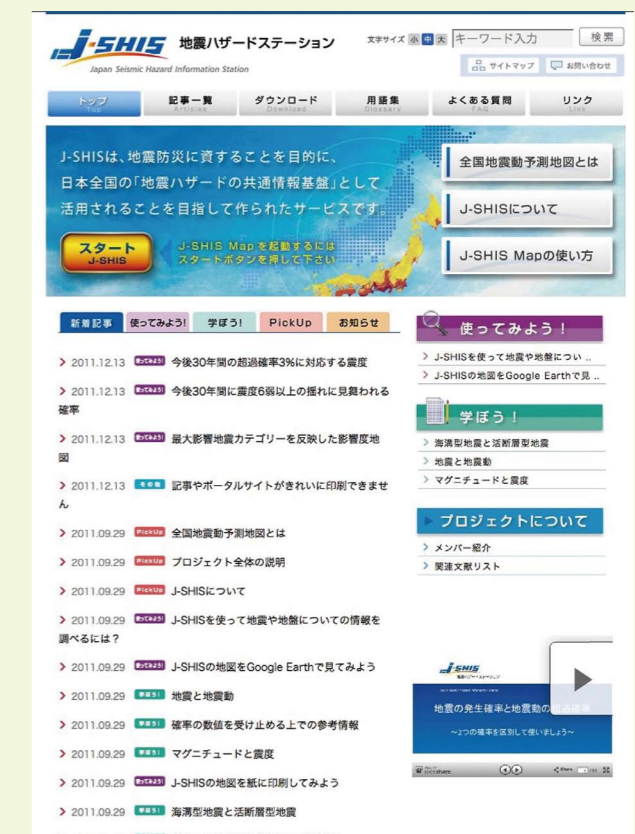 J-SHIS 地震ハザードステーション
Japan Seismic Hazard Information Station
文字サイズ 小 中 大 キーワード入力 検索
サイトマップ お問い合わせ
トップ 記事一覧 ダウンロード 用語集 よくある質問 リンク
Top Articles Download Glossary FAQ Link
J-SHISは、地震防災に資することを目的に、
日本全国の「地震ハザードの共通情報基盤」として
活用されることを目指して作られたサービスです。
スタート
J-SHIS
J-SHIS Mapを起動するには
スタートボタンを押して下さい
全国地震動予測地図とは
J-SHISについて
J-SHIS Mapの使い方
新着記事 使ってみよう! 学ぼう! PickUp お知らせ
> 2011.12.13 使ってみよう! 今後30年間の超過確率3%に対応する震度
> 2011.12.13 使ってみよう! 今後30年間に震度6弱以上の揺れに見舞われる
確率
> 2011.12.13 使ってみよう! 最大影響地震カテゴリーを反映した影響度地
図
> 2011.12.13 その他 記事やポータルサイトがきれいに印刷できませ
ん
> 2011.09.29 PickUp 全国地震動予測地図とは
> 2011.09.29 PickUp プロジェクト全体の説明
> 2011.09.29 PickUp J-SHISについて
> 2011.09.29 使ってみよう! J-SHISを使って地震や地盤についての情報を
調べるには？
> 2011.09.29 使ってみよう! J-SHISの地図をGoogle Earthで見てみよう
> 2011.09.29 学ぼう! 地震と地震動
> 2011.09.29 学ぼう! 確率の数値を受け止める上での参考情報
> 2011.09.29 学ぼう! マグニチュードと震度
> 2011.09.29 使ってみよう! J-SHISの地図を紙に印刷してみよう
> 2011.09.29 学ぼう! 海溝型地震と活断層型地震
使ってみよう！
> J-SHISを使って地震や地盤につい ..
> J-SHISの地図をGoogle Earthで見 ..
学ぼう！
> 海溝型地震と活断層型地震
> 地震と地震動
> マグニチュードと震度
プロジェクトについて
> メンバー紹介
> 関連文献リスト
J-SHIS
地震ハザードステーション
地震の発生確率と地震動の超過確率
～2つの確率を区別して使いましょう～
slideshare Share